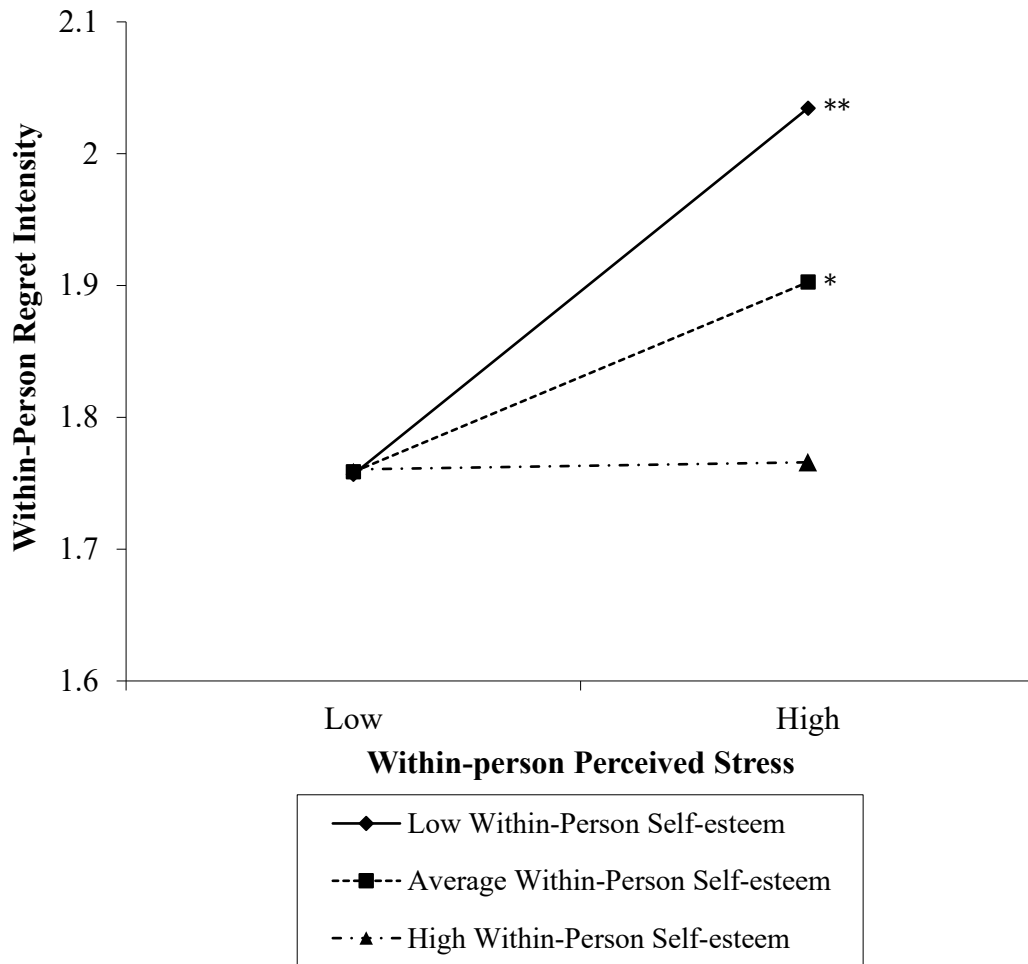 2.1
2
1.9
1.8
1.7
1.6
Within-Person Regret Intensity
**
*
Low High
Within-person Perceived Stress
Low Within-Person Self-esteem
Average Within-Person Self-esteem
High Within-Person Self-esteem